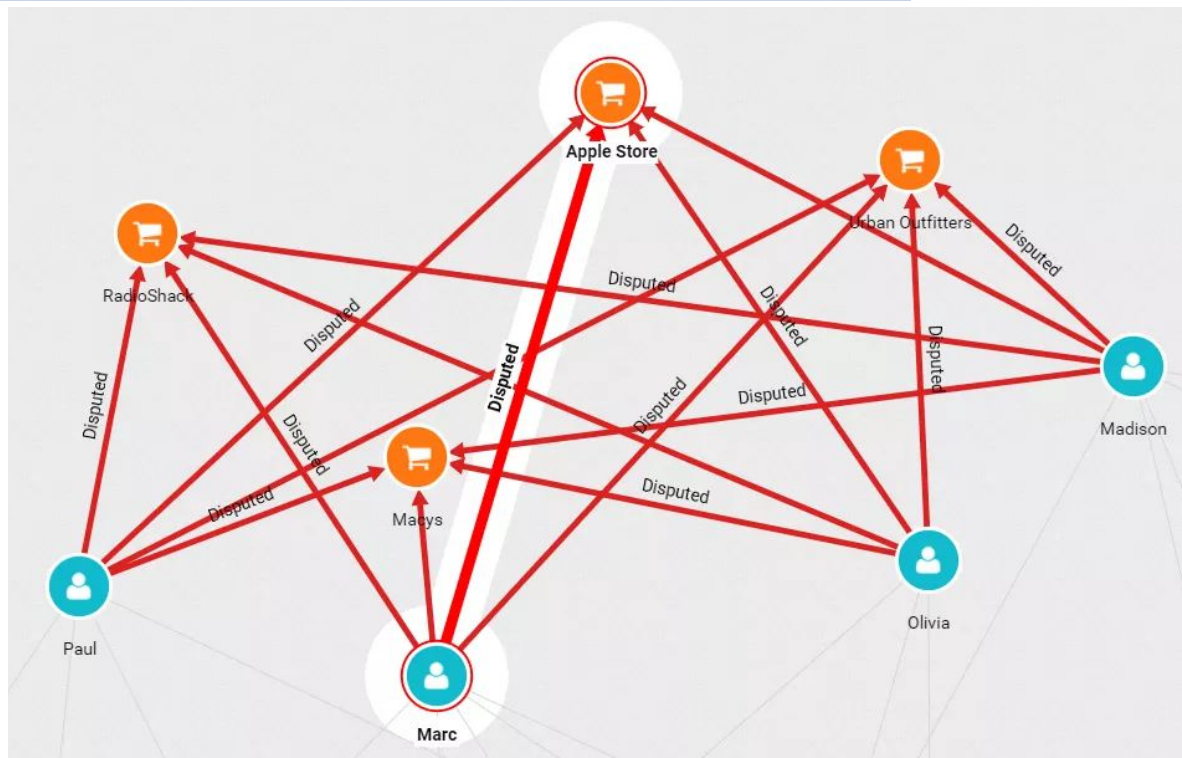 Apple Store
Urban Outfitters
Disputed
RadioShack
Disputed
Disputed
Disputed
Disputed
Disputed
Disputed
Disputed
Disputed
Disputed
Madison
Disputed
Disputed
Disputed
Macys
Olivia
Paul
Marc